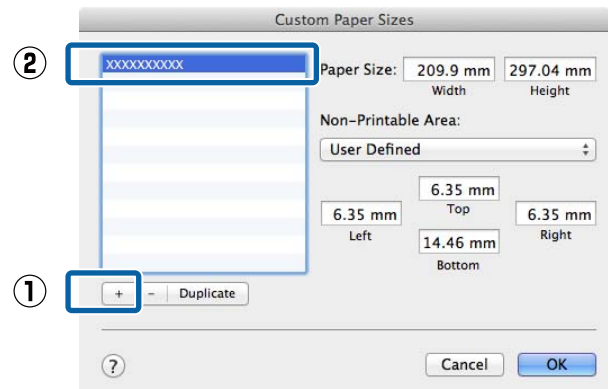 Custom Paper Sizes
② XXXXXXXXXX
Paper Size: 209.9 mm 297.04 mm
Width Height
Non-Printable Area:
User Defined
6.35 mm
Top
6.35 mm 6.35 mm
Left Right
14.46 mm
Bottom
① + - Duplicate
? Cancel OK